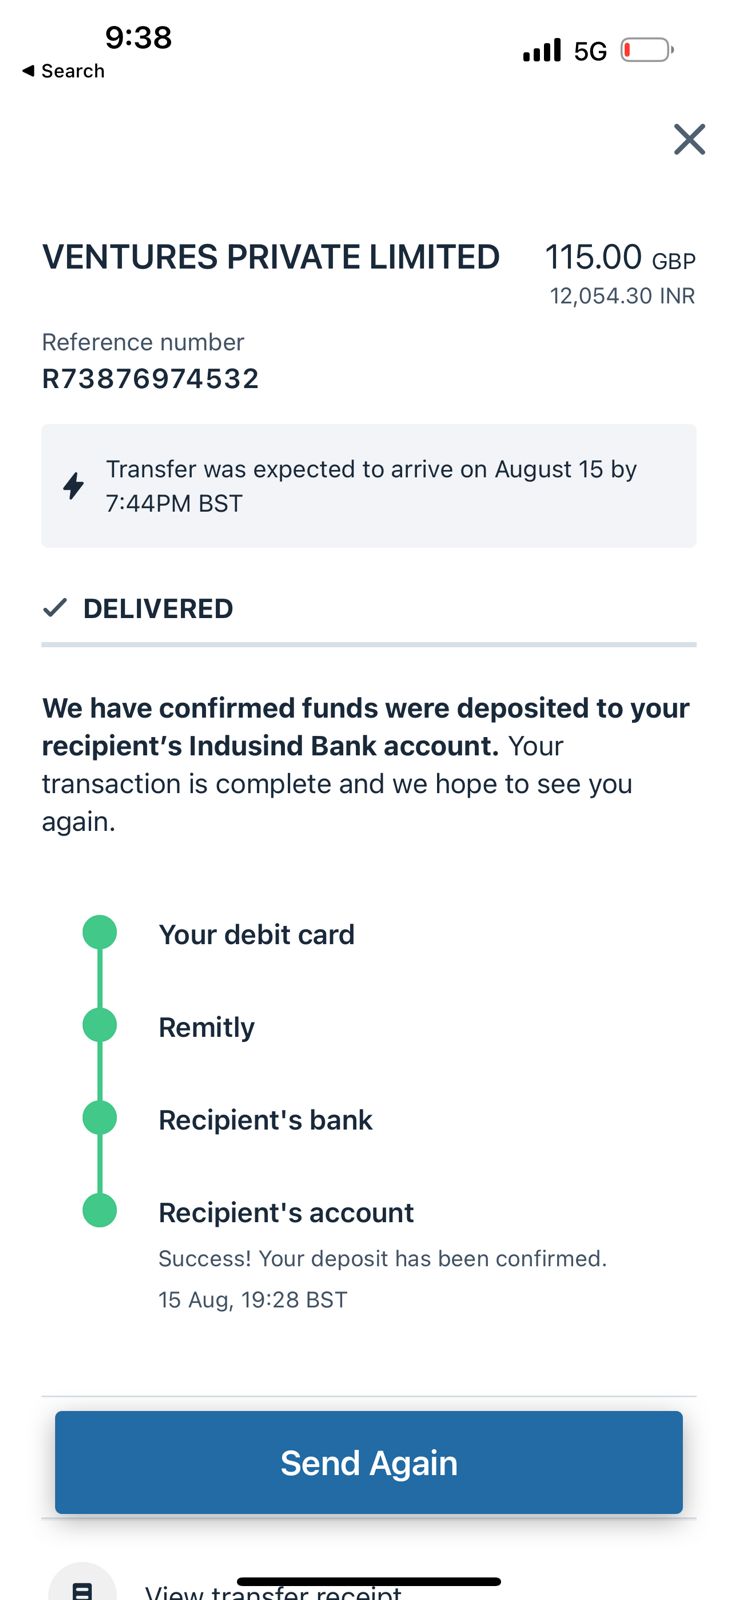 9:38
5G
◀ Search
VENTURES PRIVATE LIMITED
115.00 GBP
12,054.30 INR
Reference number
R73876974532
Transfer was expected to arrive on August 15 by
7:44PM BST
DELIVERED
We have confirmed funds were deposited to your
recipient’s Indusind Bank account. Your
transaction is complete and we hope to see you
again.
Your debit card
Remitly
Recipient's bank
Recipient's account
Success! Your deposit has been confirmed.
15 Aug, 19:28 BST
Send Again
View transfer receipt